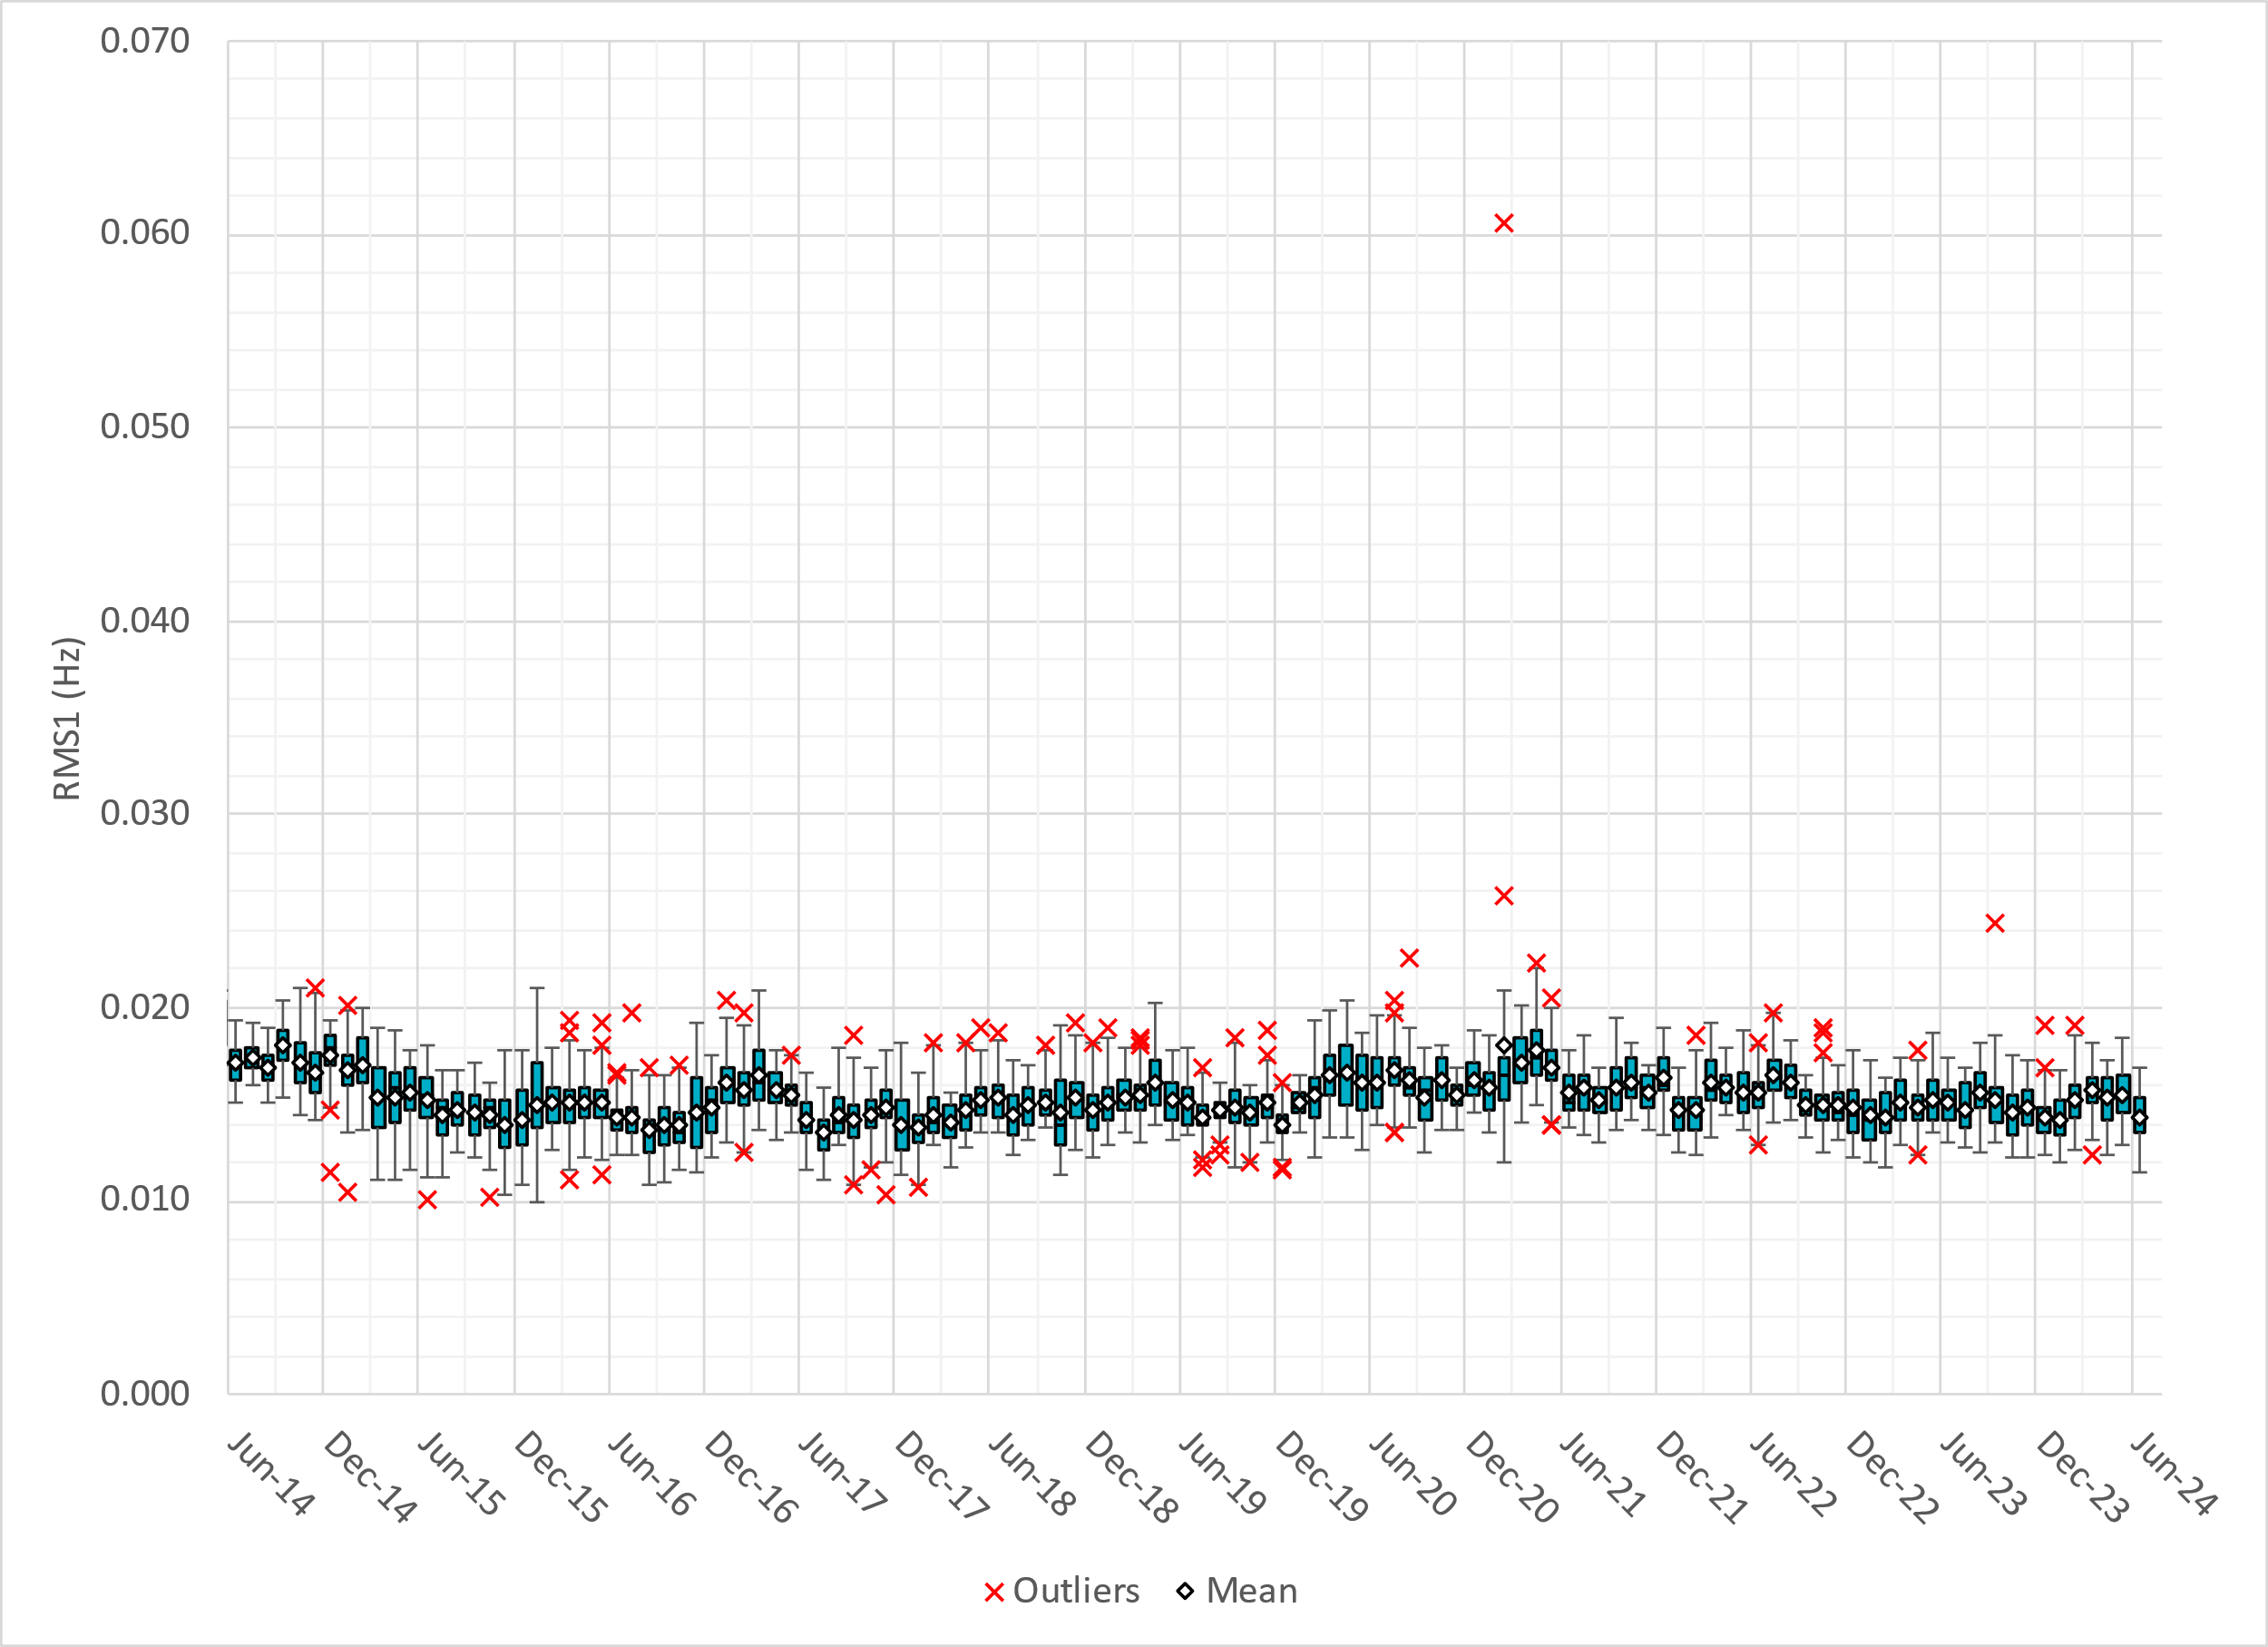 0.070
0.060
0.050
0.040
0.030
0.020
0.010
0.000
RMS1 (Hz)
Jun-14
Dec-14
Jun-15
Dec-15
Jun-16
Dec-16
Jun-17
Dec-17
Jun-18
Dec-18
Jun-19
Dec-19
Jun-20
Dec-20
Jun-21
Dec-21
Jun-22
Dec-22
Jun-23
Dec-23
Jun-24
Outliers
Mean